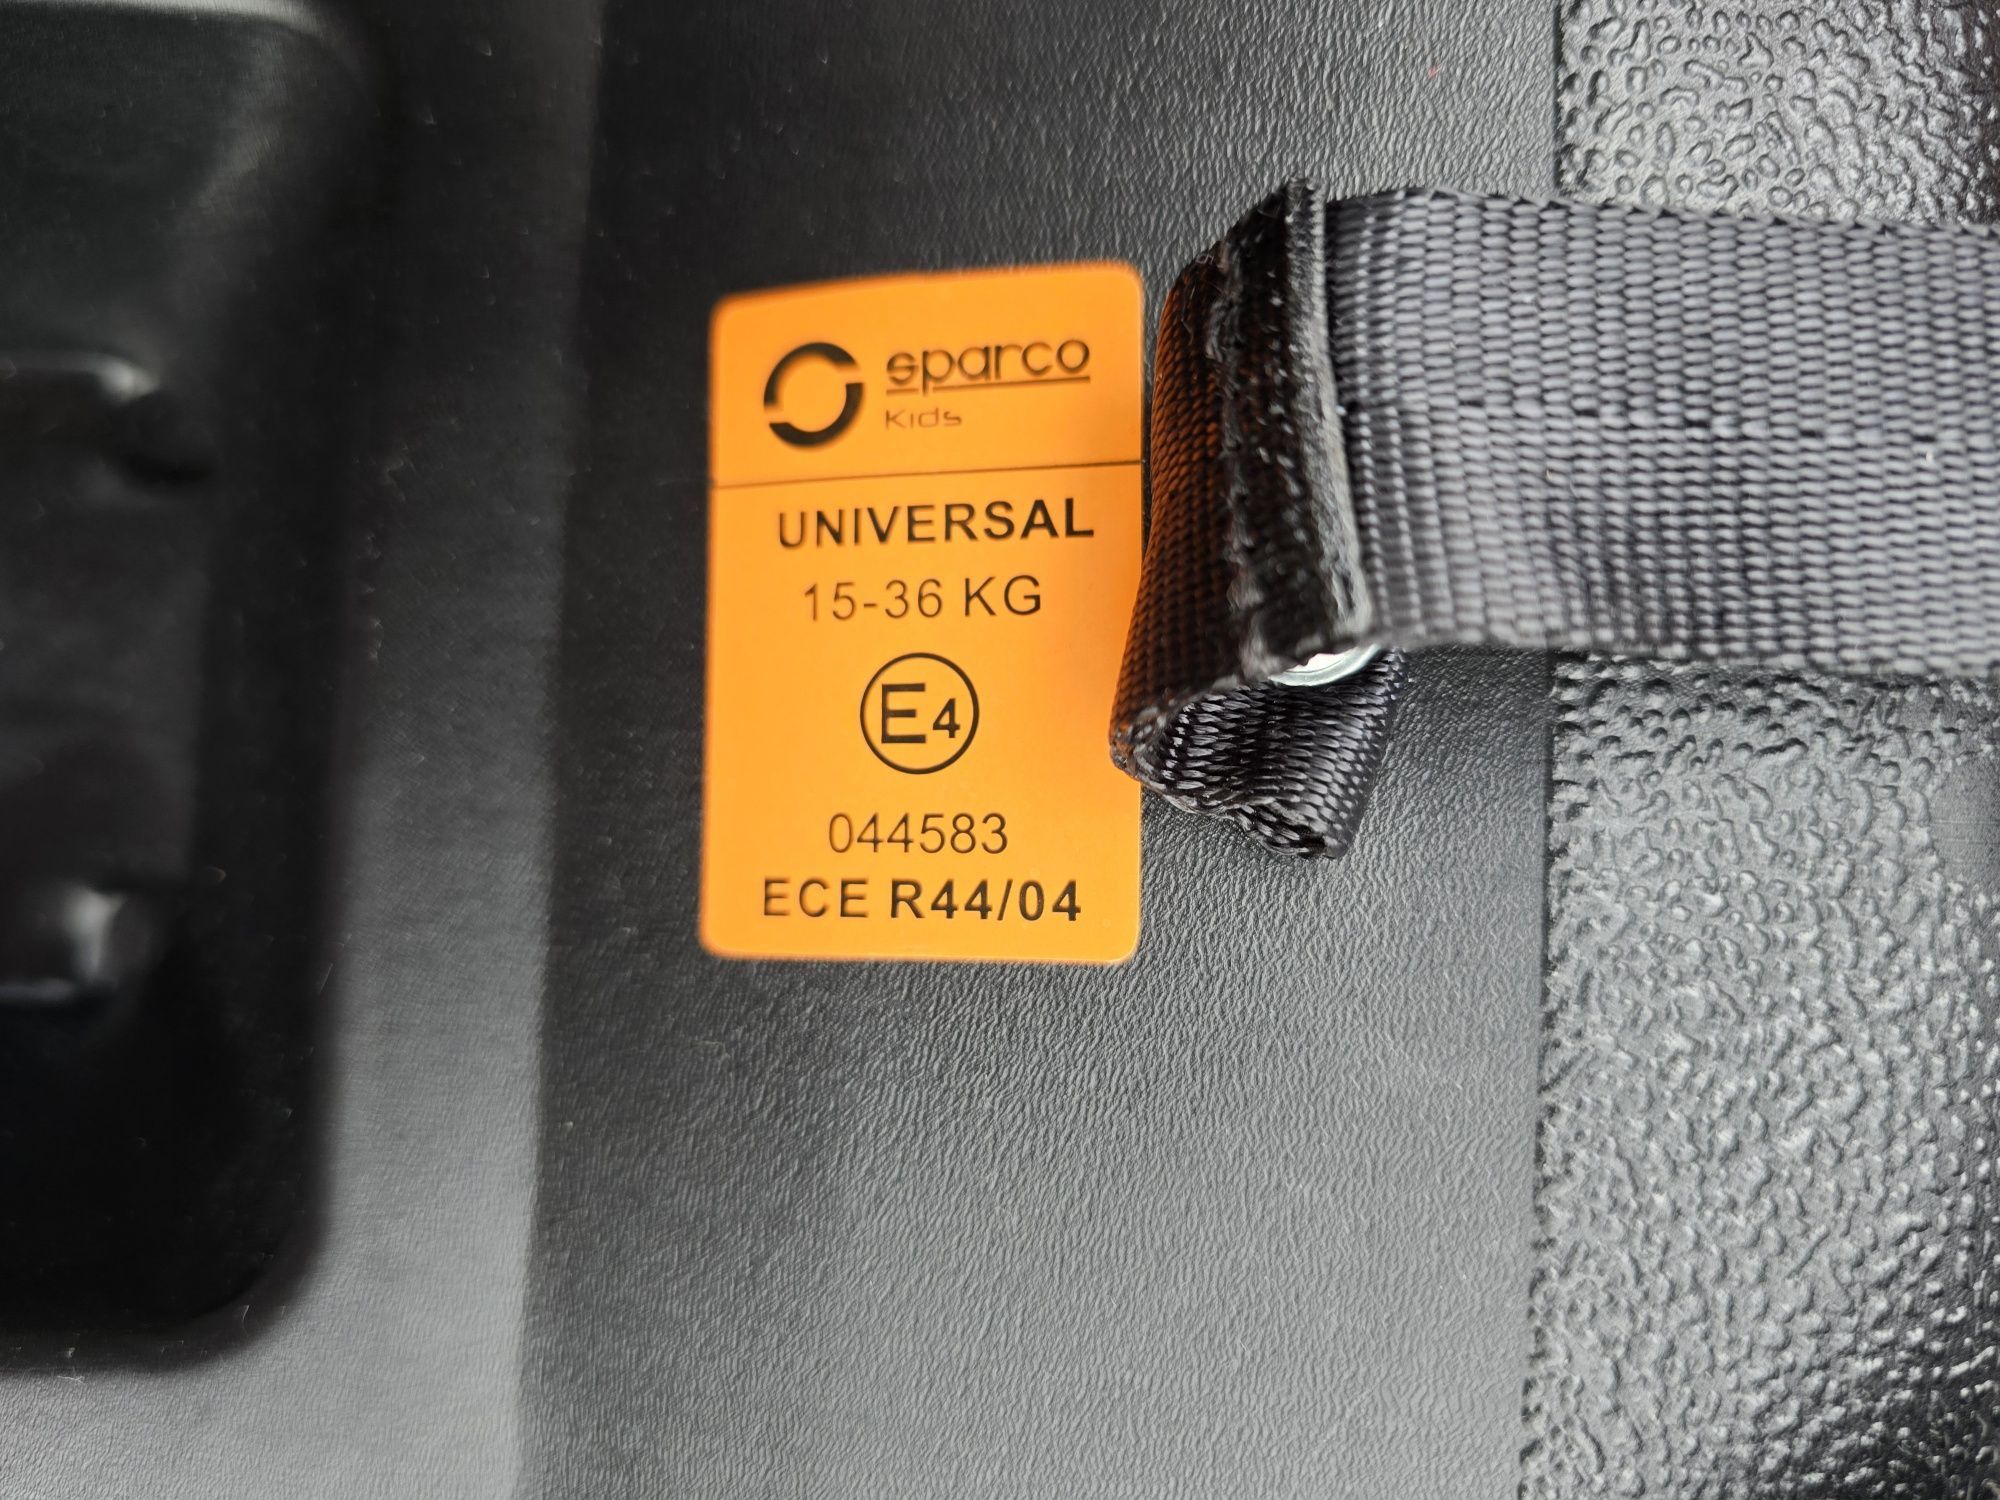 sparco
Kids
UNIVERSAL
15-36 KG
E4
044583
ECE R44/04